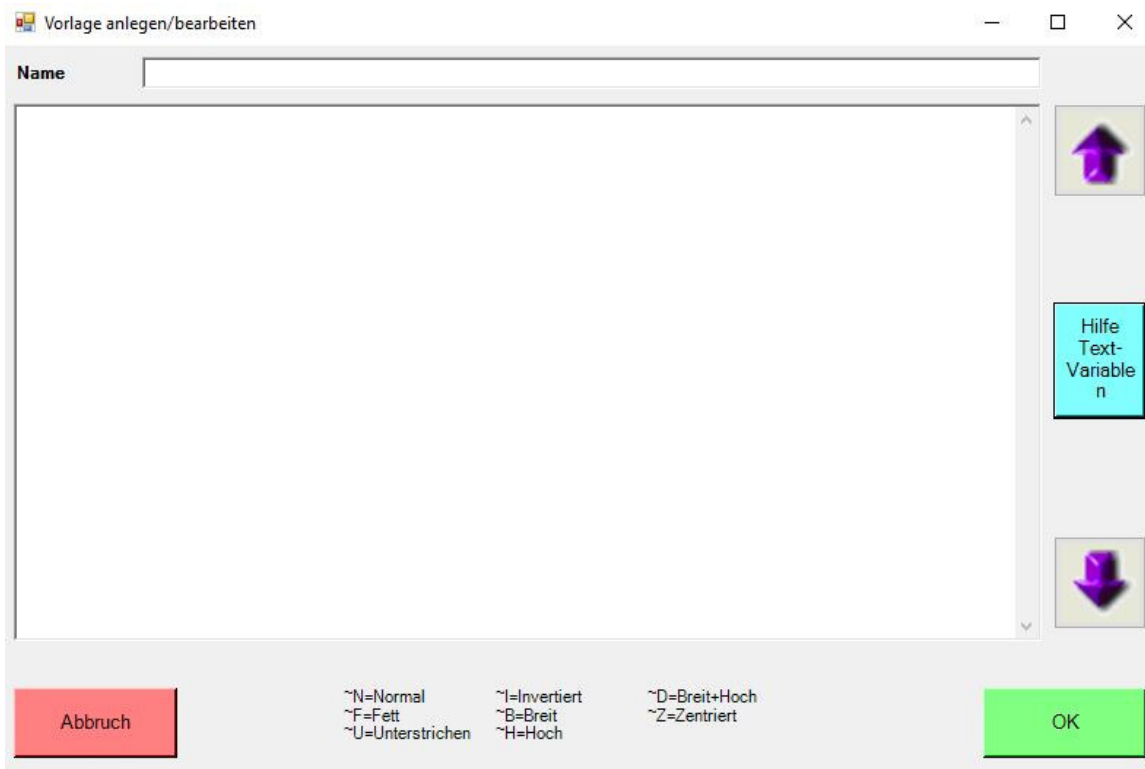 Vorlage anlegen/bearbeiten
Name
Hilfe
Text-
Variable
n
Abbruch
~N=Normal ~I=Invertiert ~D=Breit+Hoch
~F=Fett ~B=Breit ~Z=Zentriert
~U=Unterstrichen ~H=Hoch
OK